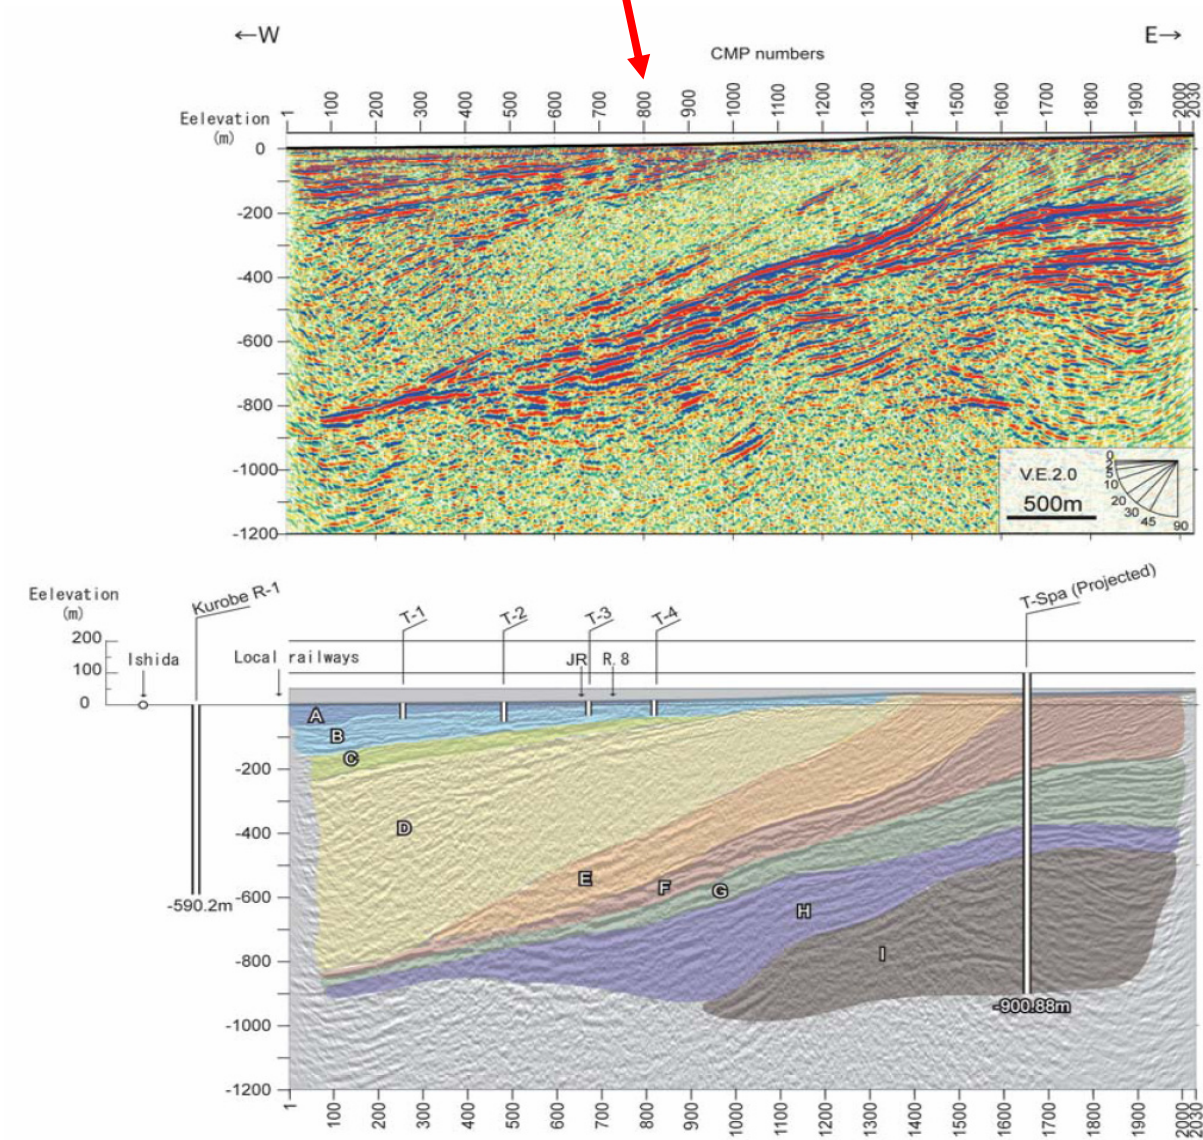 ←W E→
CMP numbers
1 100 200 300 400 500 600 700 800 900 1000 1100 1200 1300 1400 1500 1600 1700 1800 1900 2000 2030
Eelevation
(m)
0
-200
-400
-600
-800
-1000
-1200
V.E.2.0
500m
0
2
5
10
20
30
45
90
Eelevation
(m)
Kurobe R-1 T-1 T-2 T-3 T-4 T-Spa (Projected)
200
100
0
Ishida Local railways JR R.8
A
B
C
D
E
F
G
H
I
-590.2m
-900.88m
-200
-400
-600
-800
-1000
-1200
1 100 200 300 400 500 600 700 800 900 1000 1100 1200 1300 1400 1500 1600 1700 1800 1900 2000 2031